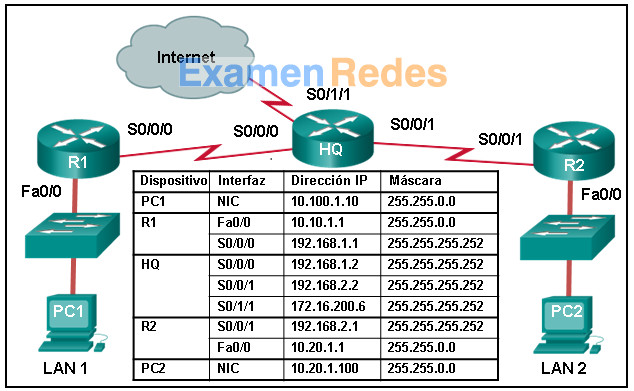 Internet
ExamenRedes
S0/1/1
S0/0/0
S0/0/0
S0/0/1
S0/0/1
R1
HQ
R2
Fa0/0
Fa0/0
Dispositivo Interfaz Dirección IP Máscara
PC1 NIC 10.100.1.10 255.255.0.0
R1 Fa0/0 10.10.1.1 255.255.0.0
S0/0/0 192.168.1.1 255.255.255.252
HQ S0/0/0 192.168.1.2 255.255.255.252
S0/0/1 192.168.2.2 255.255.255.252
S0/1/1 172.16.200.6 255.255.255.252
R2 S0/0/1 192.168.2.1 255.255.255.252
Fa0/0 10.20.1.1 255.255.0.0
PC2 NIC 10.20.1.100 255.255.0.0
PC1
PC2
LAN 1
LAN 2